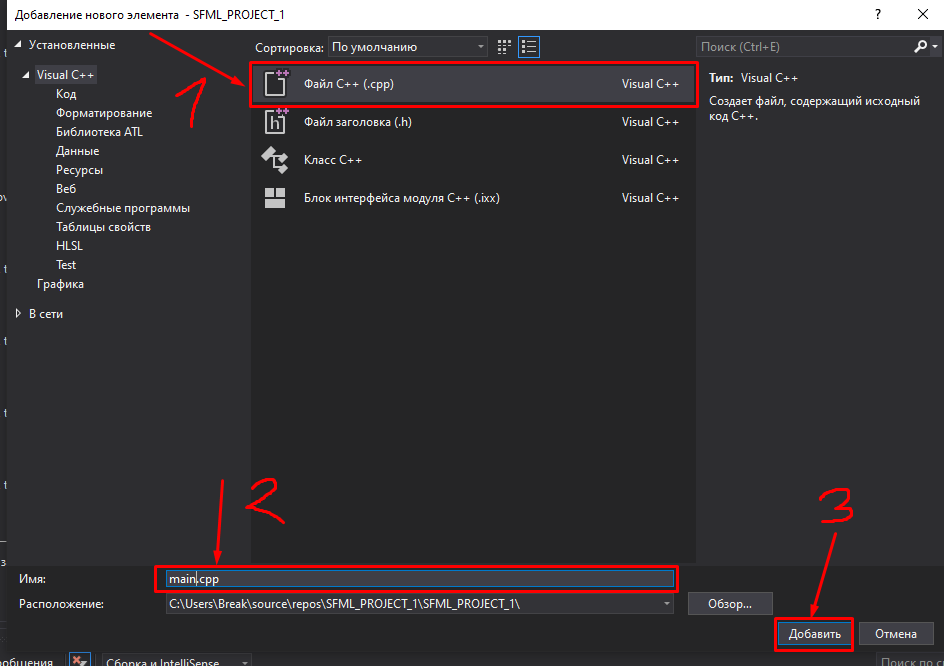 Добавление нового элемента - SFML_PROJECT_1
?
Установленные
Visual C++
Код
Форматирование
Библиотека ATL
Данные
Ресурсы
Веб
Служебные программы
Таблицы свойств
HLSL
Test
Графика
В сети
Сортировка: По умолчанию
1
Файл C++ (.cpp) Visual C++
Файл заголовка (.h) Visual C++
Класс C++ Visual C++
Блок интерфейса модуля C++ (.ixx) Visual C++
Поиск (Ctrl+E)
Тип: Visual C++
Создает файл, содержащий исходный
код C++.
2
3
Имя: main.cpp
Расположение: C:\Users\Break\source\repos\SFML_PROJECT_1\SFML_PROJECT_1\
Обзор...
Добавить Отмена
Сборка и IntelliSense
Поиск по